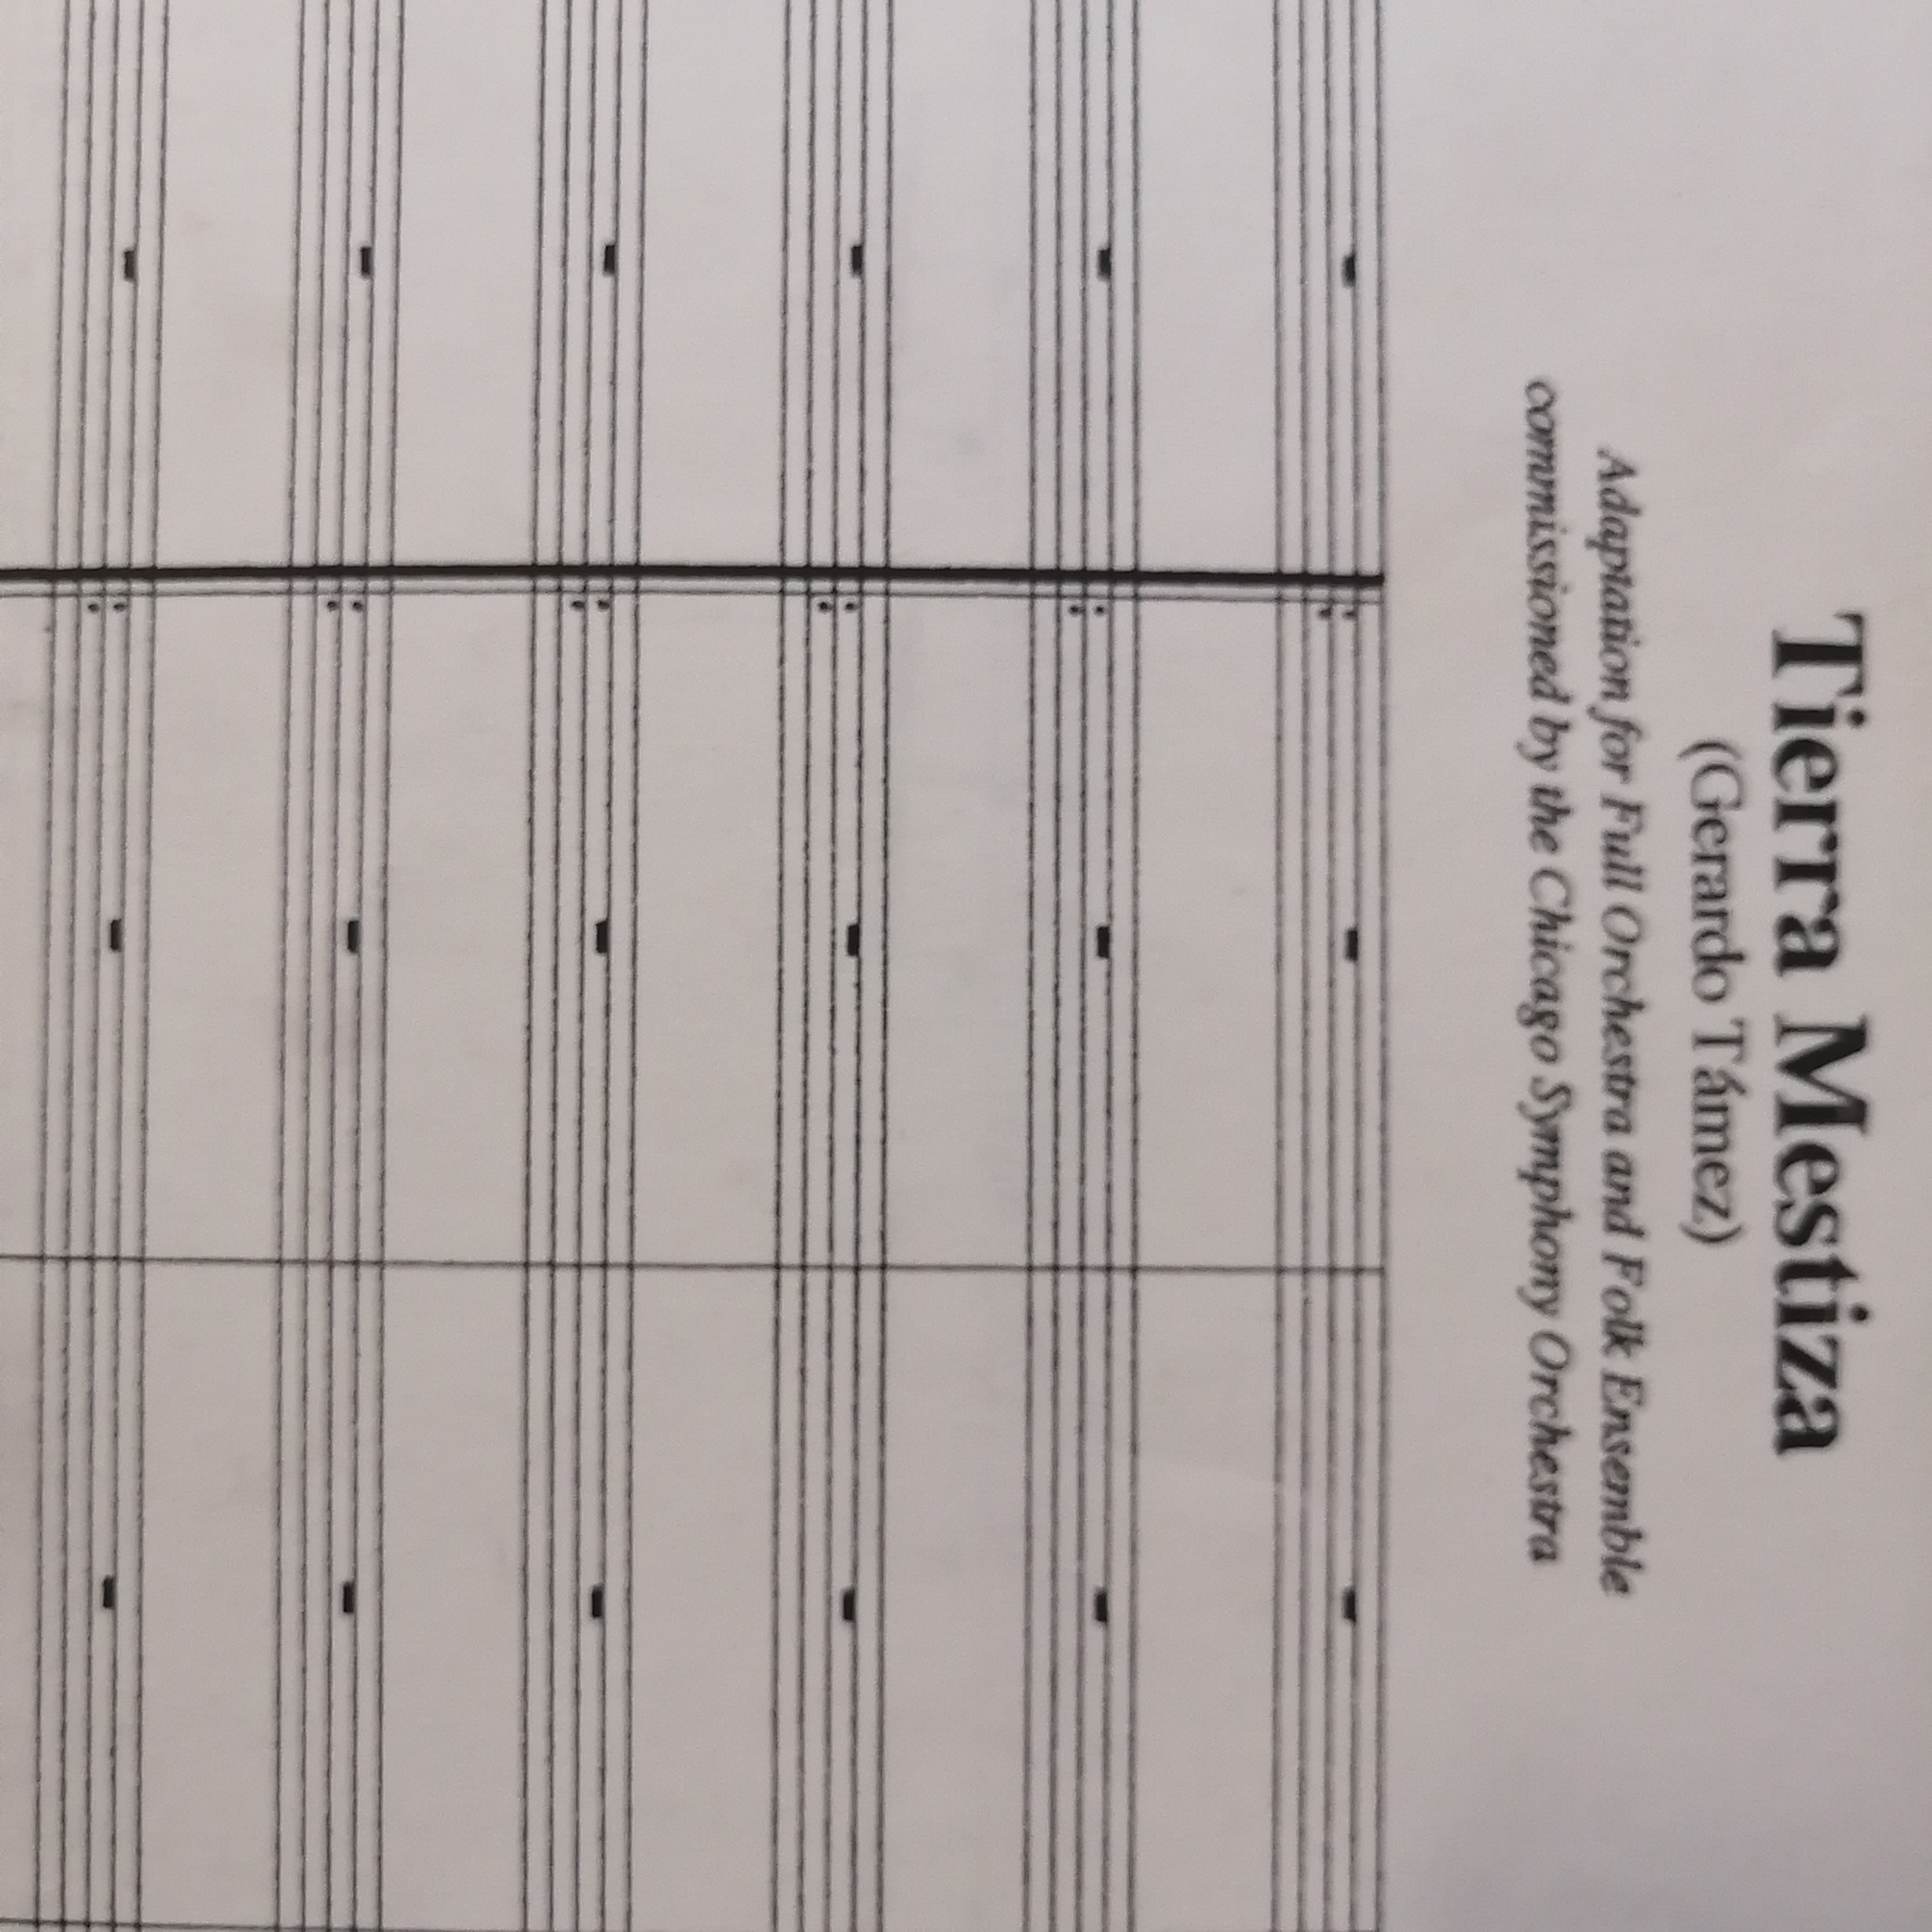 Tierra Mestiza
(Gerardo Támez)
Adaptation for Full Orchestra and Folk Ensemble
commissioned by the Chicago Symphony Orchestra